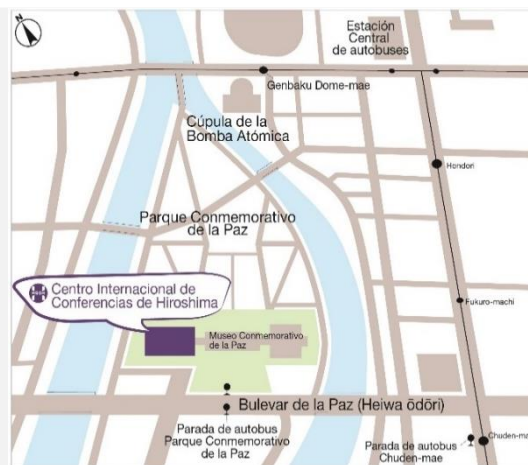 N
Estación
Central
de autobuses
Genbaku Dome-mae
Cúpula de la
Bomba Atómica
Hondori
Parque Conmemorativo
de la Paz
Centro Internacional de
Conferencias de Hiroshima
Fukuro-machi
Museo Conmemorativo
de la Paz
Bulevar de la Paz (Heiwa ōdōri)
Parada de autobus
Parque Conmemorativo
de la Paz
Chuden-mae
Parada de autobus
Chuden-mae